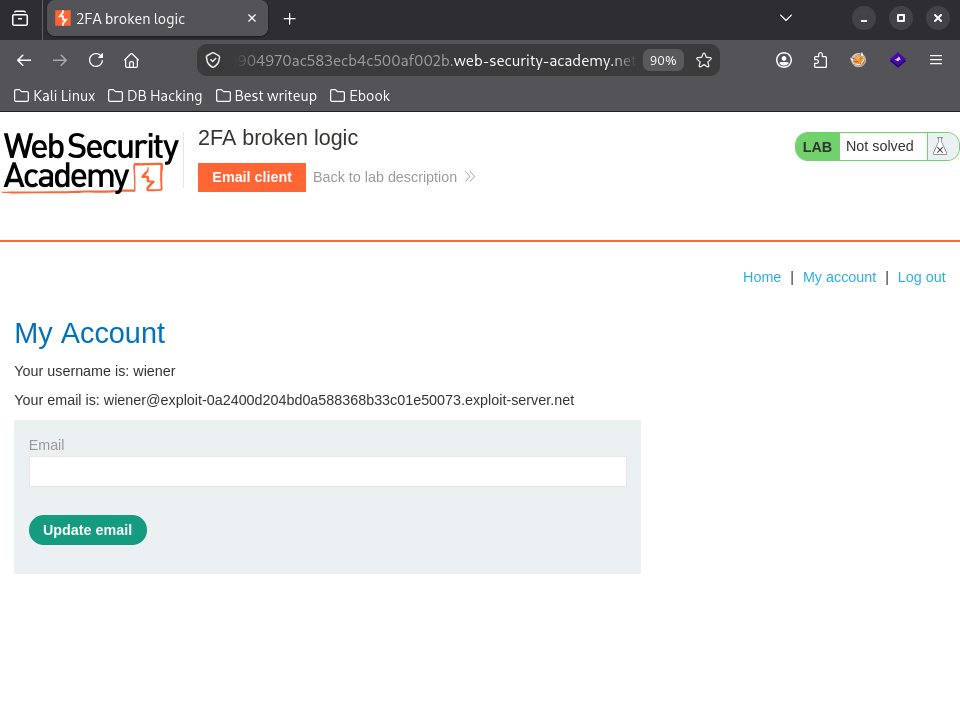 2FA broken logic
904970ac583ecb4c500af002b.web-security-academy.net 90%
Kali Linux DB Hacking Best writeup Ebook
Web Security Academy
2FA broken logic
LAB Not solved
Email client Back to lab description
Home | My account | Log out
My Account
Your username is: wiener
Your email is: wiener@exploit-0a2400d204bd0a588368b33c01e50073.exploit-server.net
Email
Update email